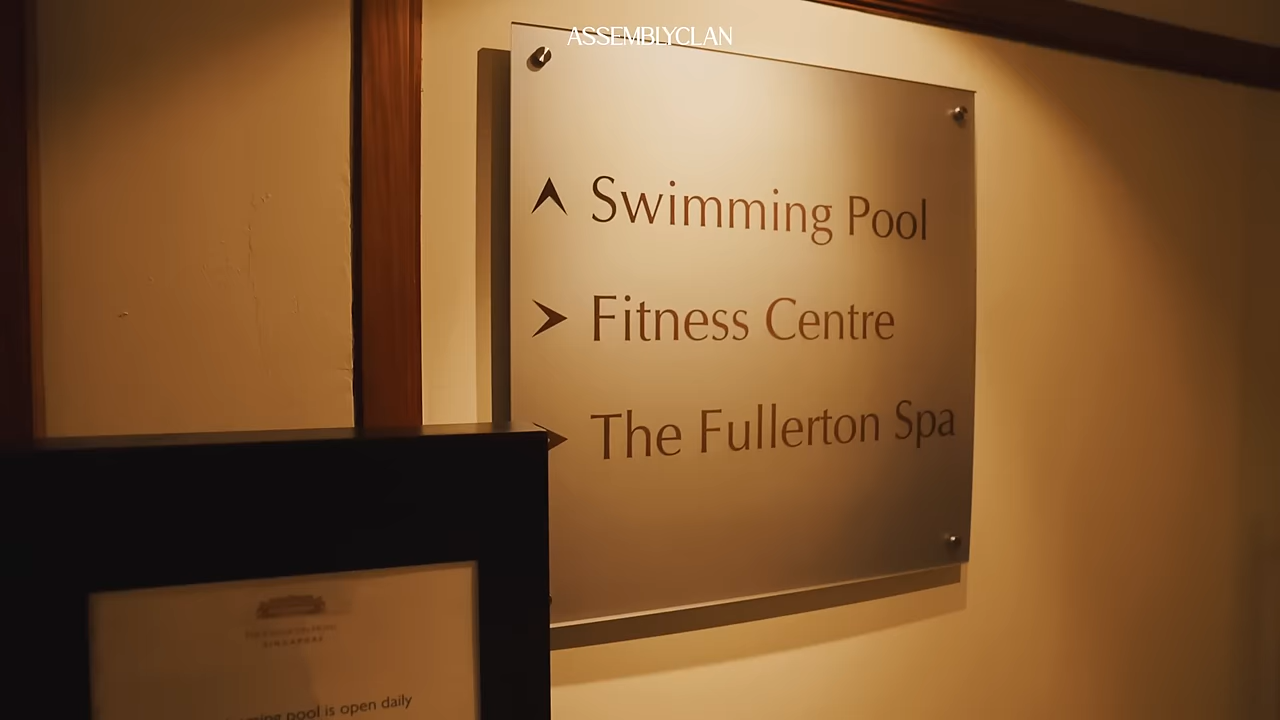 ASSEMBLYCLAN
Swimming Pool
Fitness Centre
The Fullerton Spa
SINGAPORE
pool is open daily